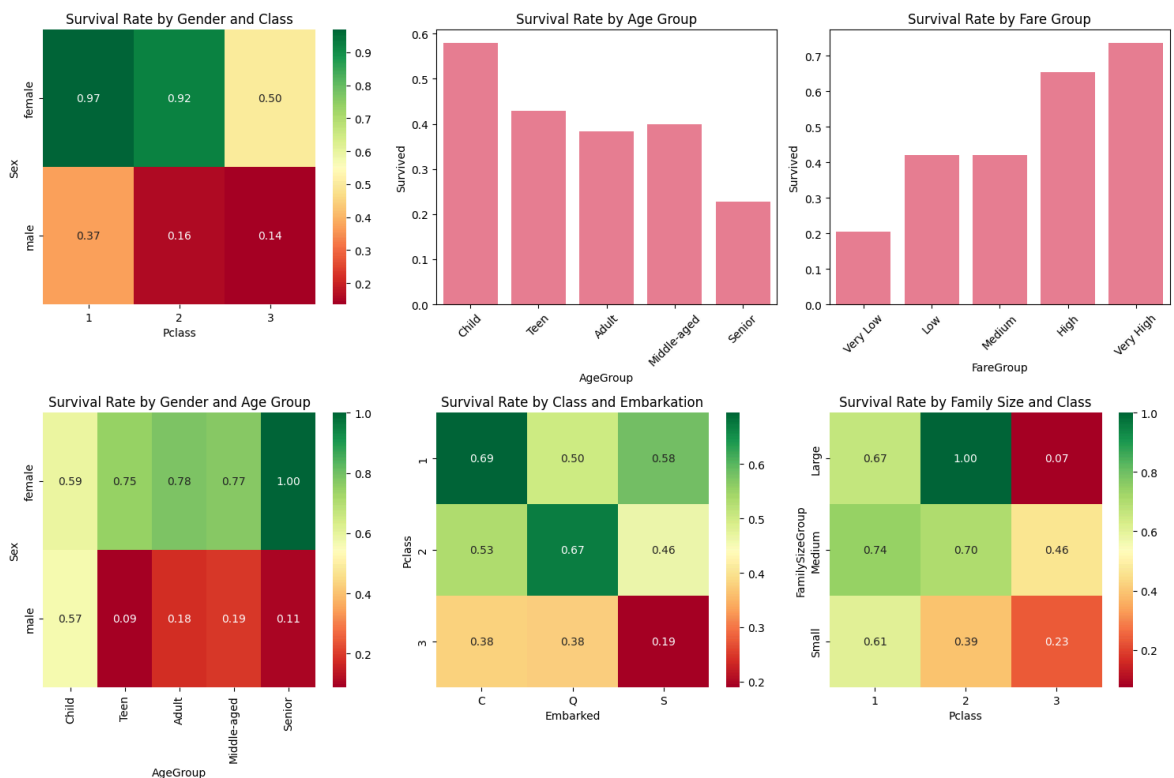 Survival Rate by Gender and Class
female
male
Sex
0.97
0.92
0.50
0.37
0.16
0.14
1
2
3
Pclass
0.9
0.8
0.7
0.6
0.5
0.4
0.3
0.2
Survival Rate by Age Group
Survived
0.6
0.5
0.4
0.3
0.2
0.1
0.0
Child
Teen
Adult
Middle-aged
Senior
AgeGroup
Survival Rate by Fare Group
Survived
0.7
0.6
0.5
0.4
0.3
0.2
0.1
0.0
Very Low
Low
Medium
High
Very High
FareGroup
Survival Rate by Gender and Age Group
female
male
Sex
0.59
0.75
0.78
0.77
1.00
0.57
0.09
0.18
0.19
0.11
Child
Teen
Adult
Middle-aged
Senior
AgeGroup
1.0
0.8
0.6
0.4
0.2
Survival Rate by Class and Embarkation
Pclass
1
2
3
0.69
0.50
0.58
0.53
0.67
0.46
0.38
0.38
0.19
C
Q
S
Embarked
0.6
0.5
0.4
0.3
0.2
Survival Rate by Family Size and Class
FamilySizeGroup
Large
Medium
Small
0.67
1.00
0.07
0.74
0.70
0.46
0.61
0.39
0.23
1
2
3
Pclass
1.0
0.8
0.6
0.4
0.2